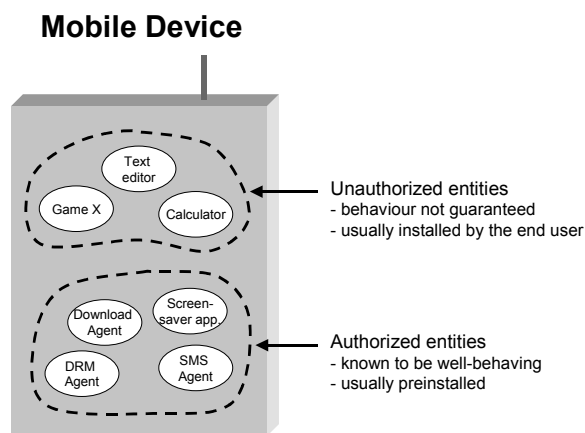 Mobile Device
Text
editor
Game X
Calculator
Unauthorized entities
- behaviour not guaranteed
- usually installed by the end user
Download
Agent
Screen-
saver app.
DRM
Agent
SMS
Agent
Authorized entities
- known to be well-behaving
- usually preinstalled